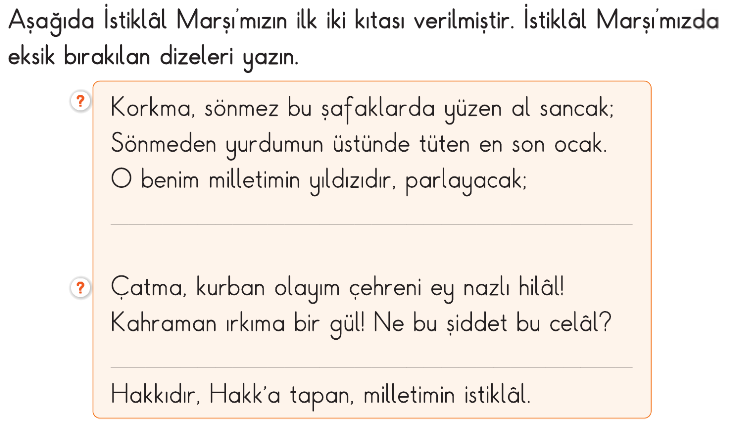 Aşağıda İstiklâl Marşı'mızın ilk iki kıtası verilmiştir. İstiklâl Marşı'mızda
eksik bırakılan dizeleri yazın.
? Korkma, sönmez bu şafaklarda yüzen al sancak;
Sönmeden yurdumun üstünde tüten en son ocak.
O benim milletimin yıldızıdır, parlayacak;
? Çatma, kurban olayım çehreni ey nazlı hilâl!
Kahraman ırkıma bir gül! Ne bu şiddet bu celâl?
Hakkıdır, Hakk'a tapan, milletimin istiklâl.